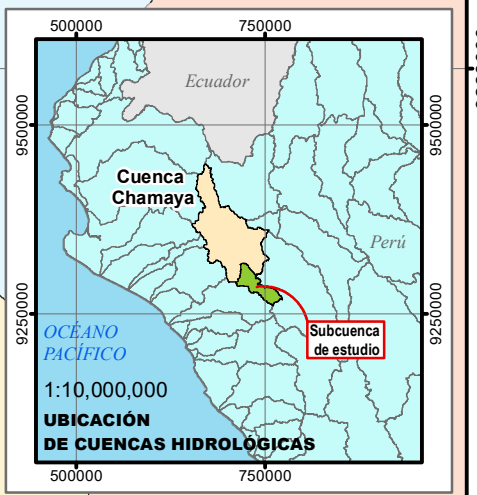 500000 750000
Ecuador
9500000 9500000
Cuenca
Chamaya
Perú
9250000 9250000
OCÉANO
PACÍFICO
Subcuenca
de estudio
1:10,000,000
UBICACIÓN
DE CUENCAS HIDROLÓGICAS
500000 750000